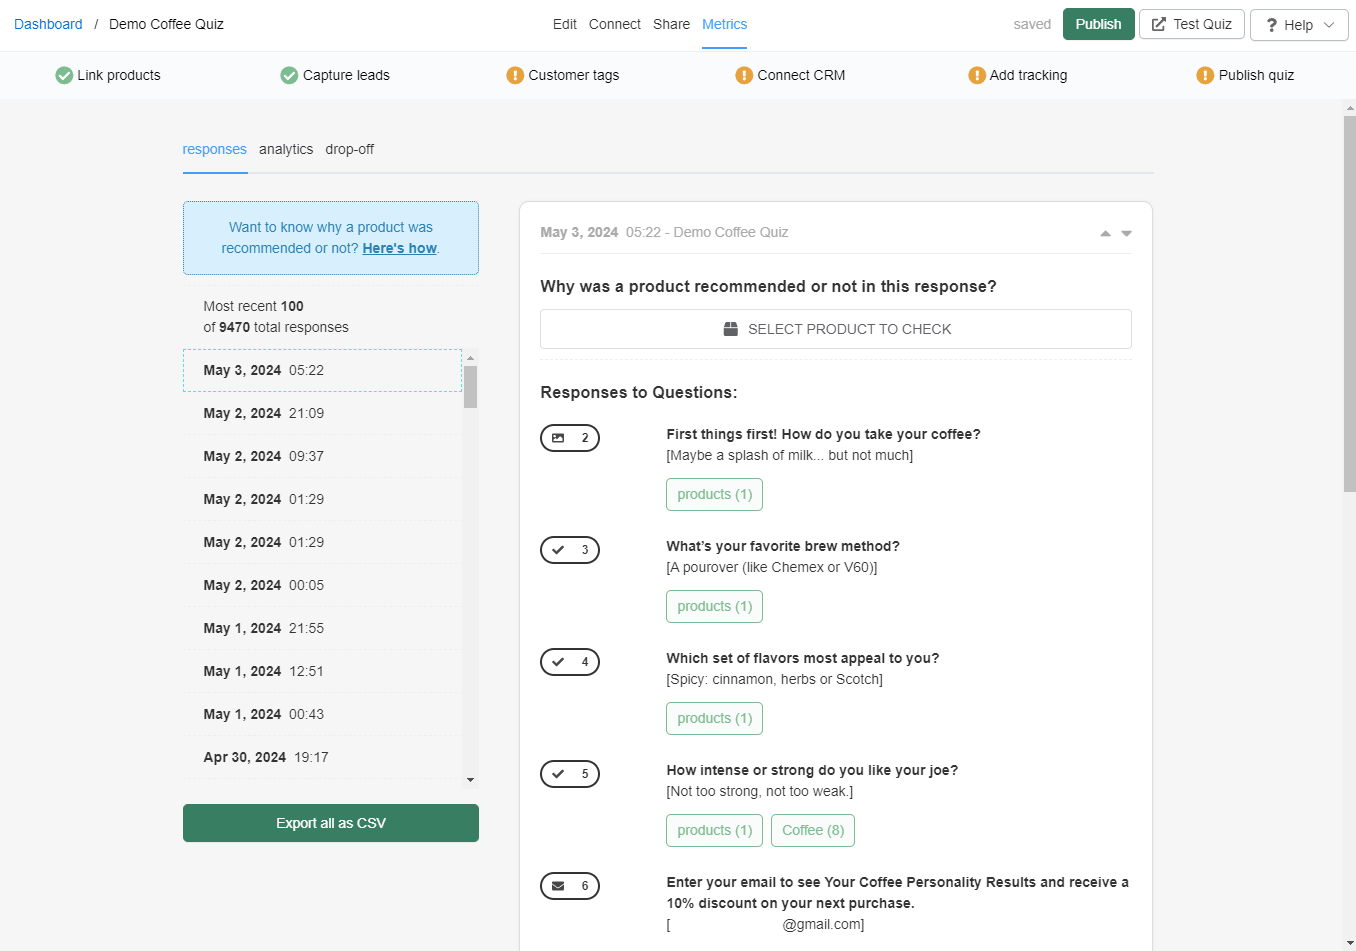 Dashboard / Demo Coffee Quiz
Edit Connect Share Metrics
saved Publish Test Quiz ? Help
Link products
Capture leads
! Customer tags
! Connect CRM
! Add tracking
! Publish quiz
responses analytics drop-off
Want to know why a product was
recommended or not? Here's how.
Most recent 100
of 9470 total responses
May 3, 2024 05:22
May 2, 2024 21:09
May 2, 2024 09:37
May 2, 2024 01:29
May 2, 2024 01:29
May 2, 2024 00:05
May 1, 2024 21:55
May 1, 2024 12:51
May 1, 2024 00:43
Apr 30, 2024 19:17
Export all as CSV
May 3, 2024 05:22 - Demo Coffee Quiz
Why was a product recommended or not in this response?
SELECT PRODUCT TO CHECK
Responses to Questions:
2
First things first! How do you take your coffee?
[Maybe a splash of milk... but not much]
products (1)
3
What’s your favorite brew method?
[A pourover (like Chemex or V60)]
products (1)
4
Which set of flavors most appeal to you?
[Spicy: cinnamon, herbs or Scotch]
products (1)
5
How intense or strong do you like your joe?
[Not too strong, not too weak.]
products (1) Coffee (8)
6
Enter your email to see Your Coffee Personality Results and receive a
10% discount on your next purchase.
[ @gmail.com]